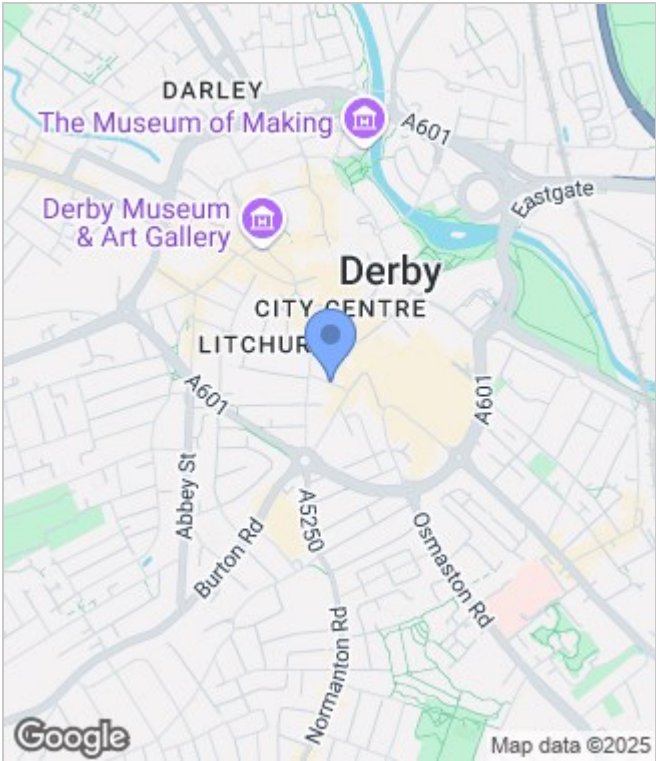 DARLEY
The Museum of Making
A601
Eastgate
Derby Museum
& Art Gallery
Derby
CITY CENTRE
A601
A601
Abbey St
A5250
Burton Rd
Osmaston Rd
Normanton Rd
Google
Map data ©2025